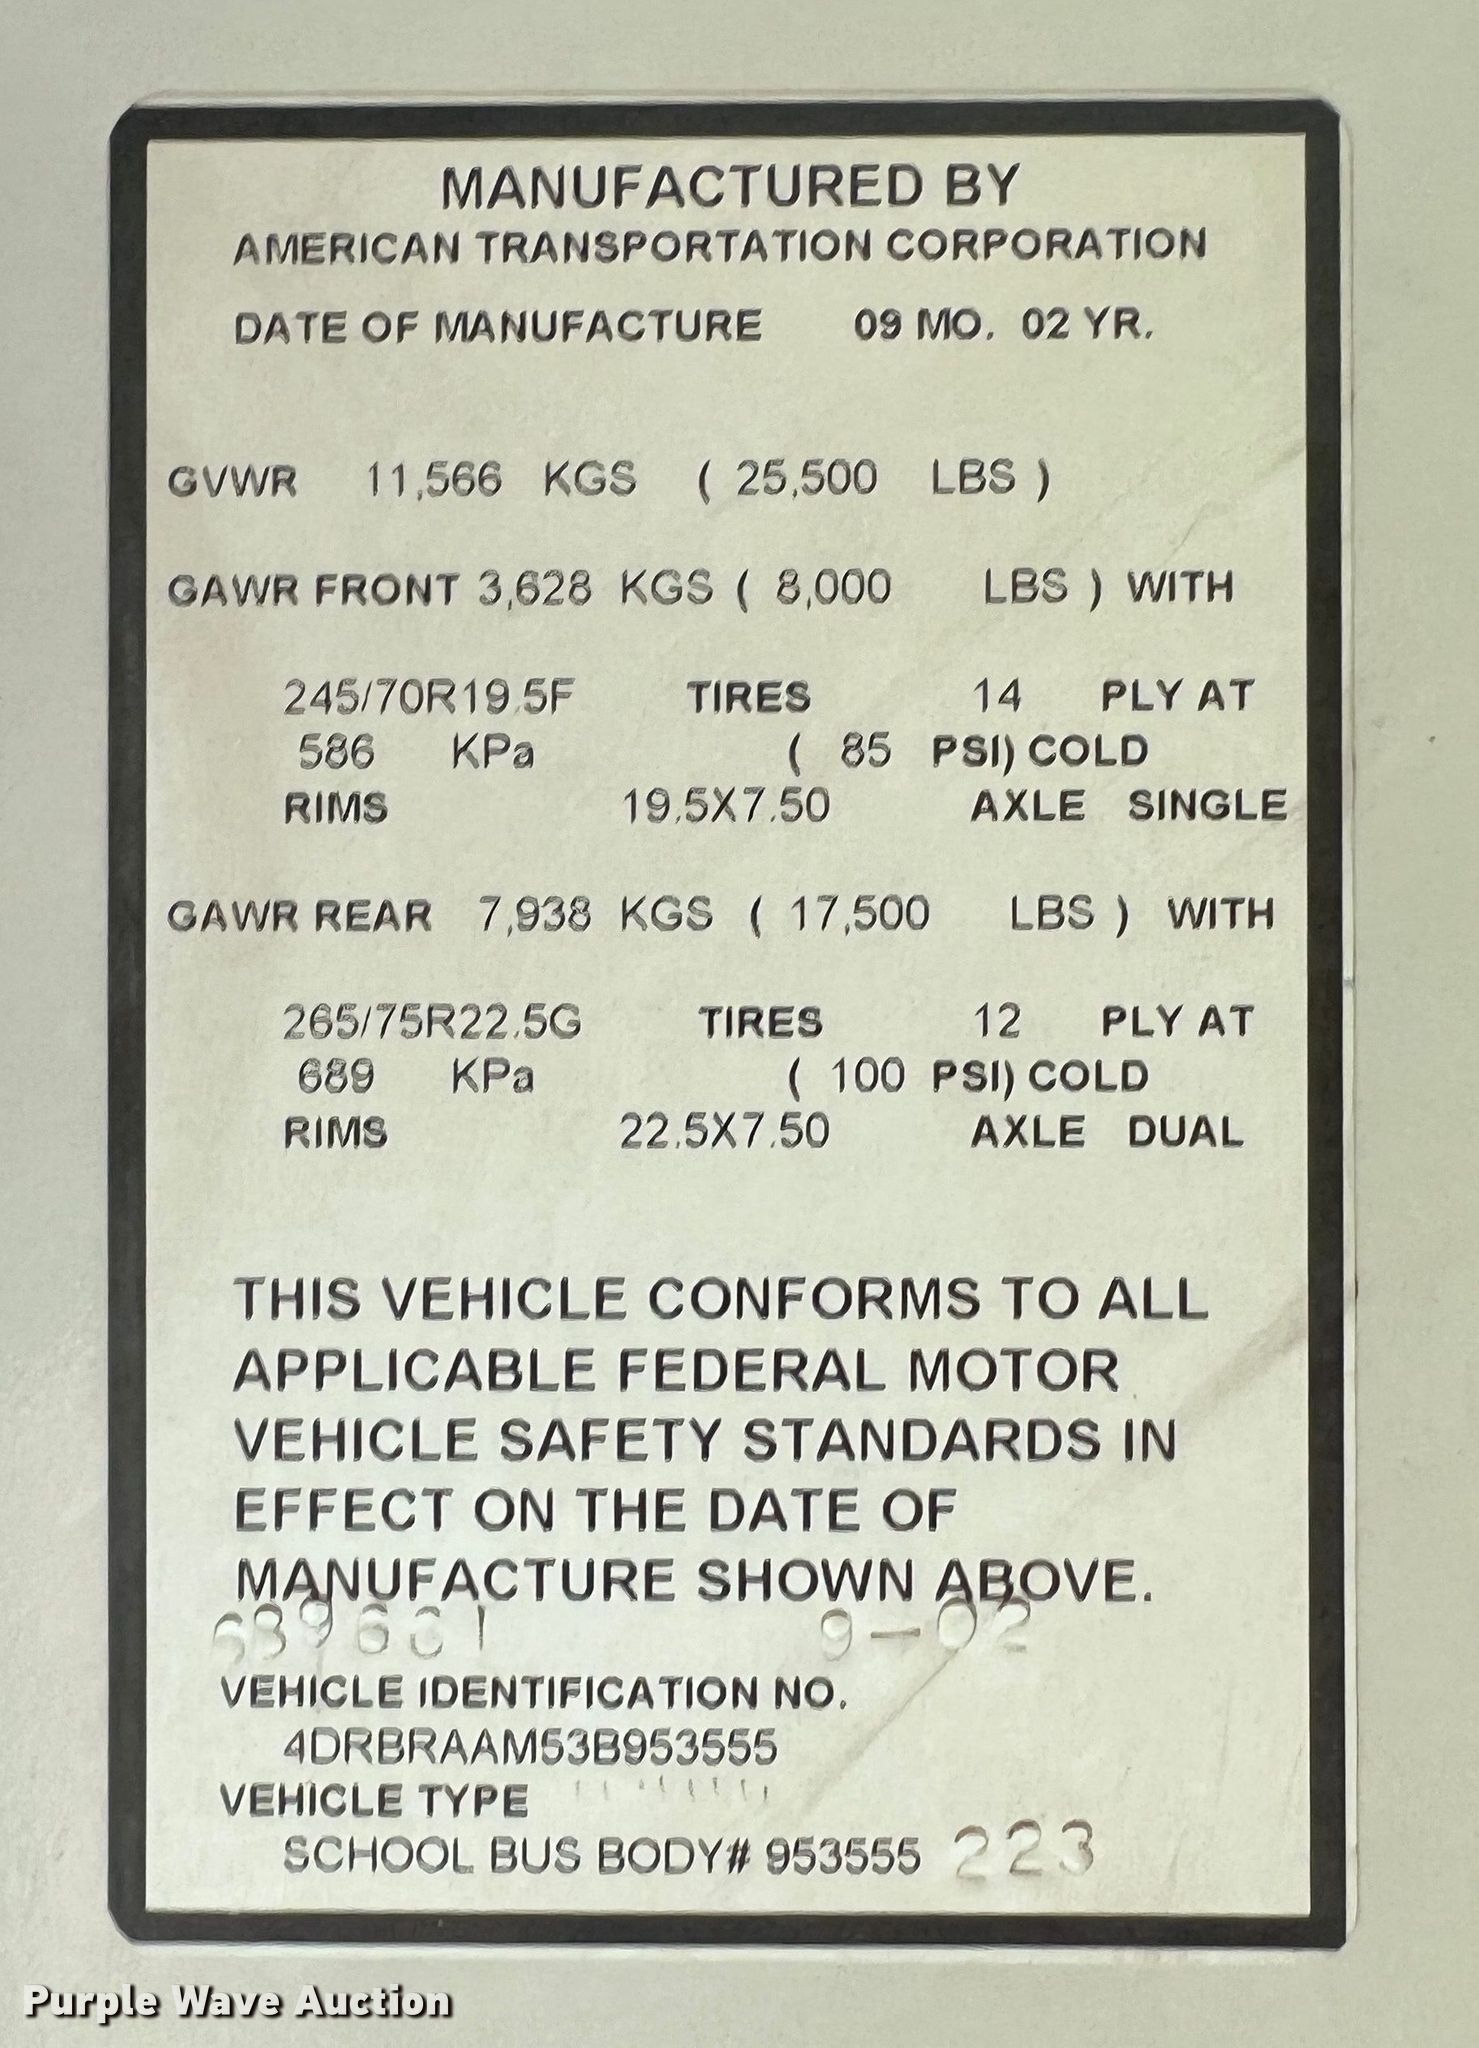 MANUFACTURED BY
AMERICAN TRANSPORTATION CORPORATION
DATE OF MANUFACTURE 09 MO. 02 YR.
GVWR 11,566 KGS ( 25,500 LBS )
GAWR FRONT 3,628 KGS ( 8,000 LBS ) WITH
245/70R19.5F TIRES 14 PLY AT
586 KPa ( 85 PSI) COLD
RIMS 19.5X7.50 AXLE SINGLE
GAWR REAR 7,938 KGS ( 17,500 LBS ) WITH
265/75R22.5G TIRES 12 PLY AT
689 KPa ( 100 PSI) COLD
RIMS 22.5X7.50 AXLE DUAL
THIS VEHICLE CONFORMS TO ALL
APPLICABLE FEDERAL MOTOR
VEHICLE SAFETY STANDARDS IN
EFFECT ON THE DATE OF
MANUFACTURE SHOWN ABOVE.
9-02
VEHICLE IDENTIFICATION NO.
4DRBRAAM53B953555
VEHICLE TYPE
SCHOOL BUS BODY# 953555 223
Purple Wave Auction